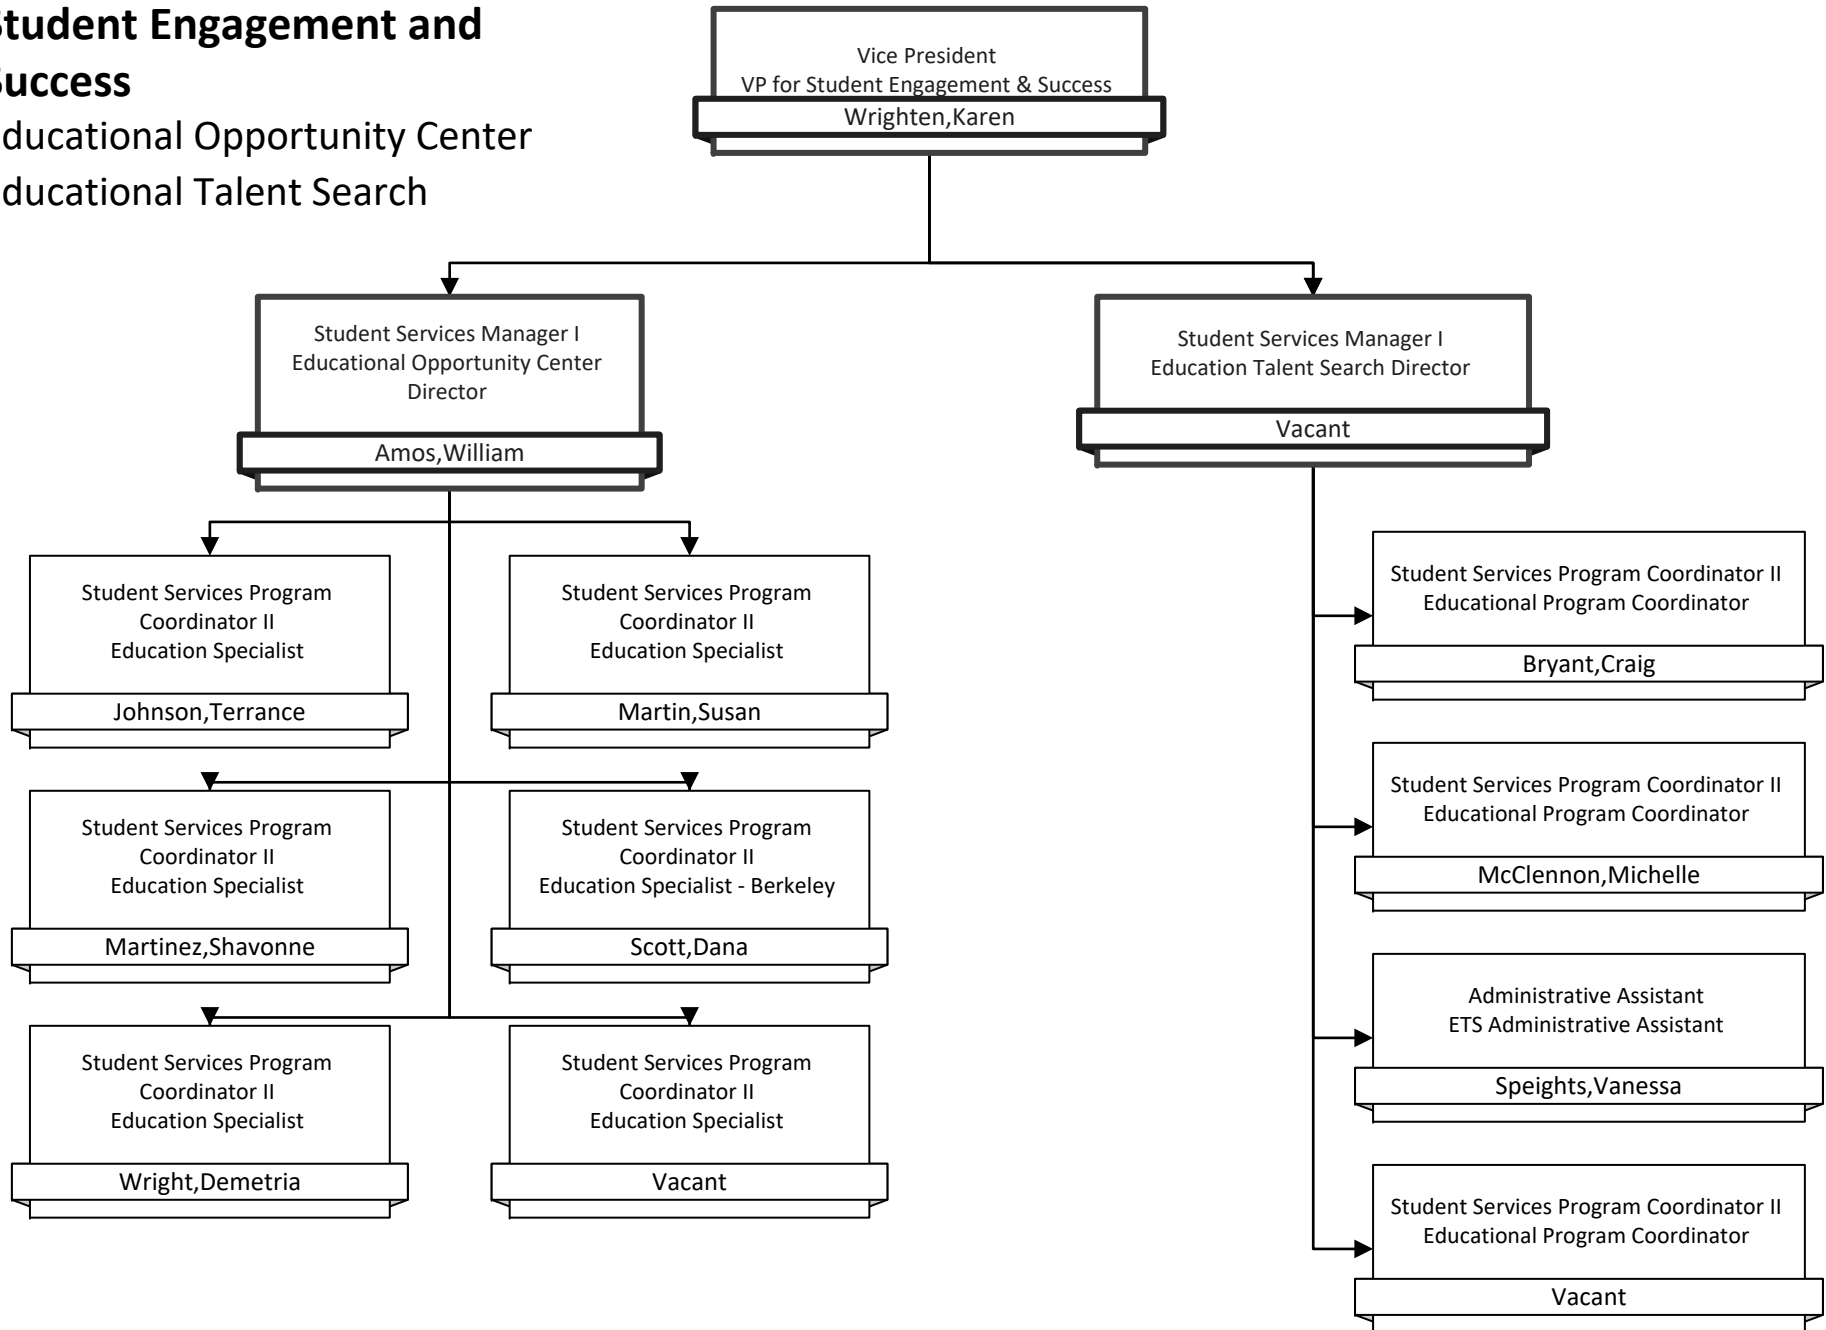 Student Engagement and
Success
ducational Opportunity Center
ducational Talent Search
Vice President
VP for Student Engagement & Success
Wrighten,Karen
Student Services Manager I
Educational Opportunity Center
Director
Amos,William
Student Services Manager I
Education Talent Search Director
Vacant
Student Services Program
Coordinator II
Education Specialist
Johnson,Terrance
Student Services Program
Coordinator II
Education Specialist
Martin,Susan
Student Services Program
Coordinator II
Education Specialist
Martinez,Shavonne
Student Services Program
Coordinator II
Education Specialist - Berkeley
Scott,Dana
Student Services Program
Coordinator II
Education Specialist
Wright,Demetria
Student Services Program
Coordinator II
Education Specialist
Vacant
Student Services Program Coordinator II
Educational Program Coordinator
Bryant,Craig
Student Services Program Coordinator II
Educational Program Coordinator
McClennon,Michelle
Administrative Assistant
ETS Administrative Assistant
Speights,Vanessa
Student Services Program Coordinator II
Educational Program Coordinator
Vacant